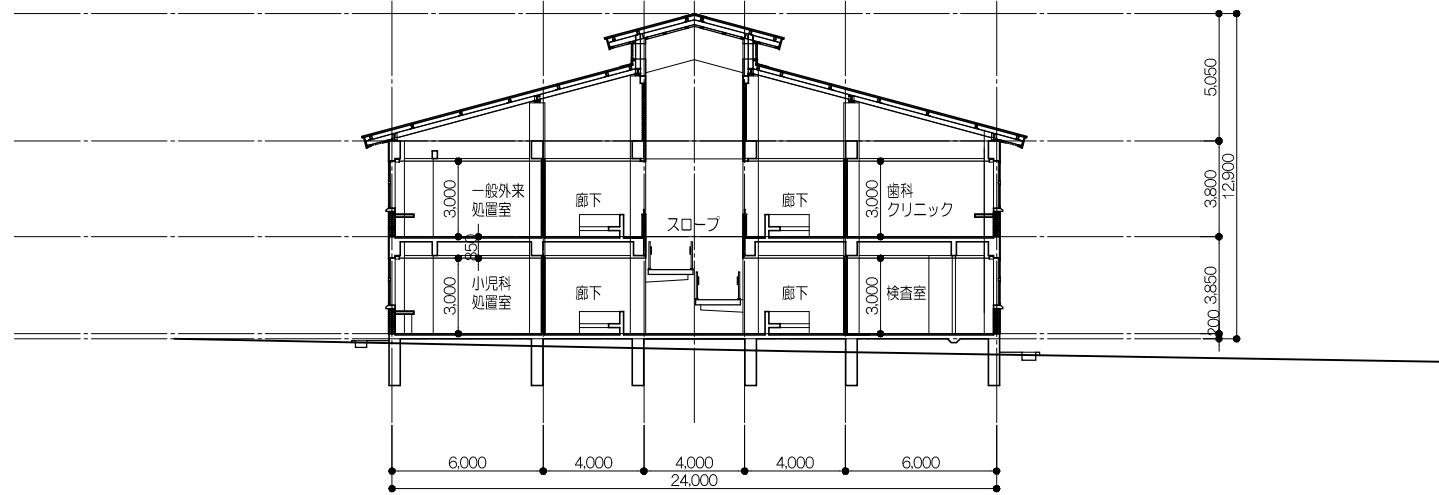 5,050
3,800
12,900
200 3,850
3,000
一般外来
処置室
廊下
スロープ
廊下
3,000
歯科
クリニック
850
3,000
小児科
処置室
廊下
廊下
3,000
検査室
6,000
4,000
4,000
4,000
6,000
24,000